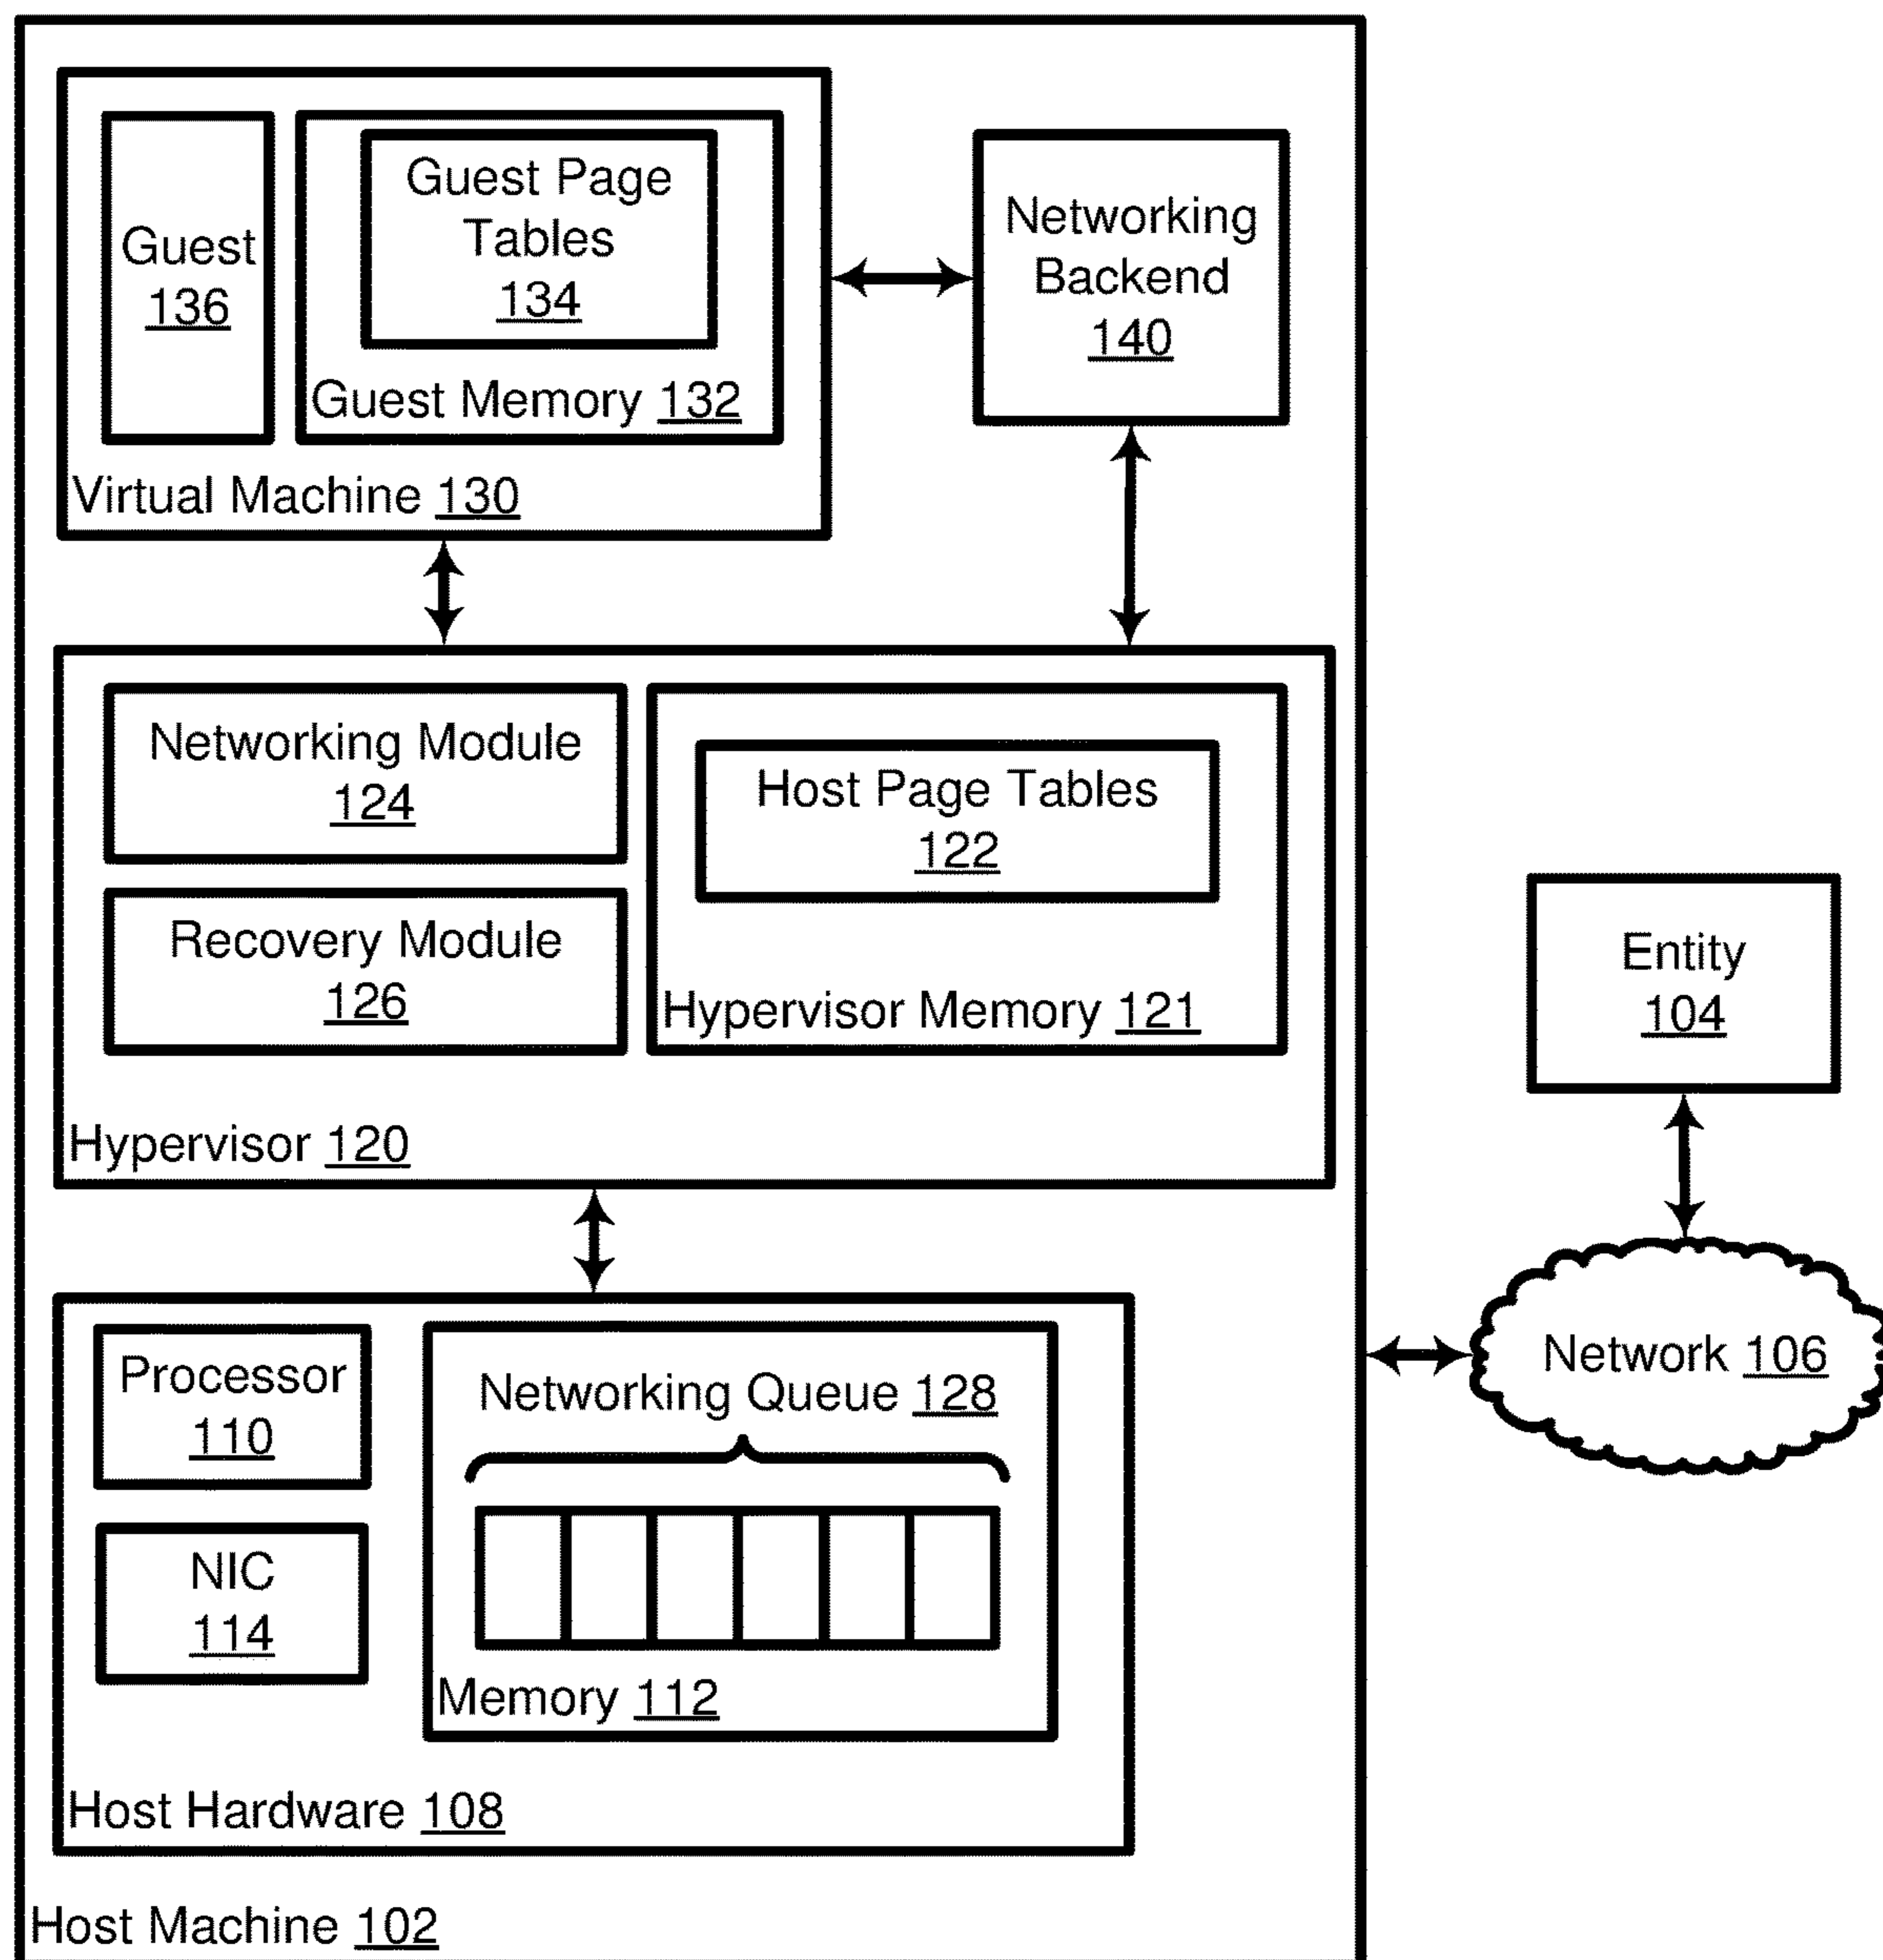 Guest
136
Guest Page
Tables
134
Guest Memory 132
Virtual Machine 130
Networking
Backend
140
Networking Module
124
Recovery Module
126
Host Page Tables
122
Hypervisor Memory 121
Hypervisor 120
Entity
104
Network 106
Processor
110
NIC
114
Networking Queue 128
Memory 112
Host Hardware 108
Host Machine 102